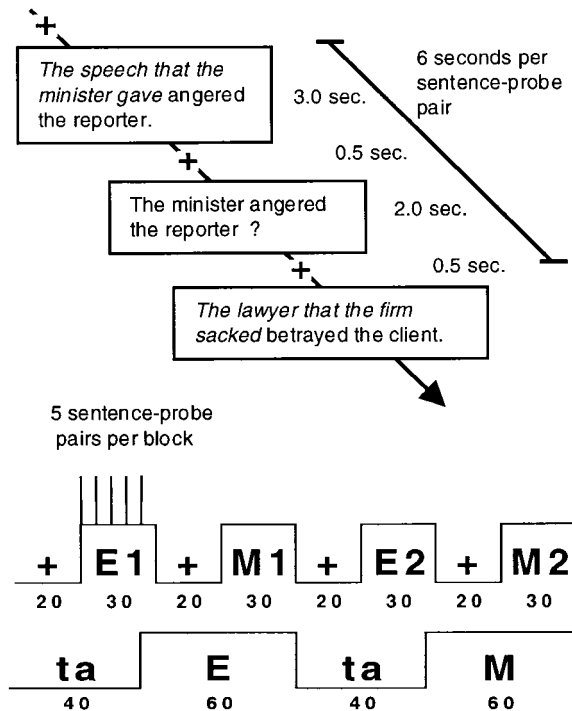 +
The speech that the
minister gave angered
the reporter.
6 seconds per
sentence-probe
pair
3.0 sec.
+
0.5 sec.
The minister angered
the reporter ?
2.0 sec.
+
0.5 sec.
The lawyer that the firm
sacked betrayed the client.
5 sentence-probe
pairs per block
+ E1 + M1 + E2 + M2
20 30 20 30 20 30 20 30
ta E ta M
40 60 40 60